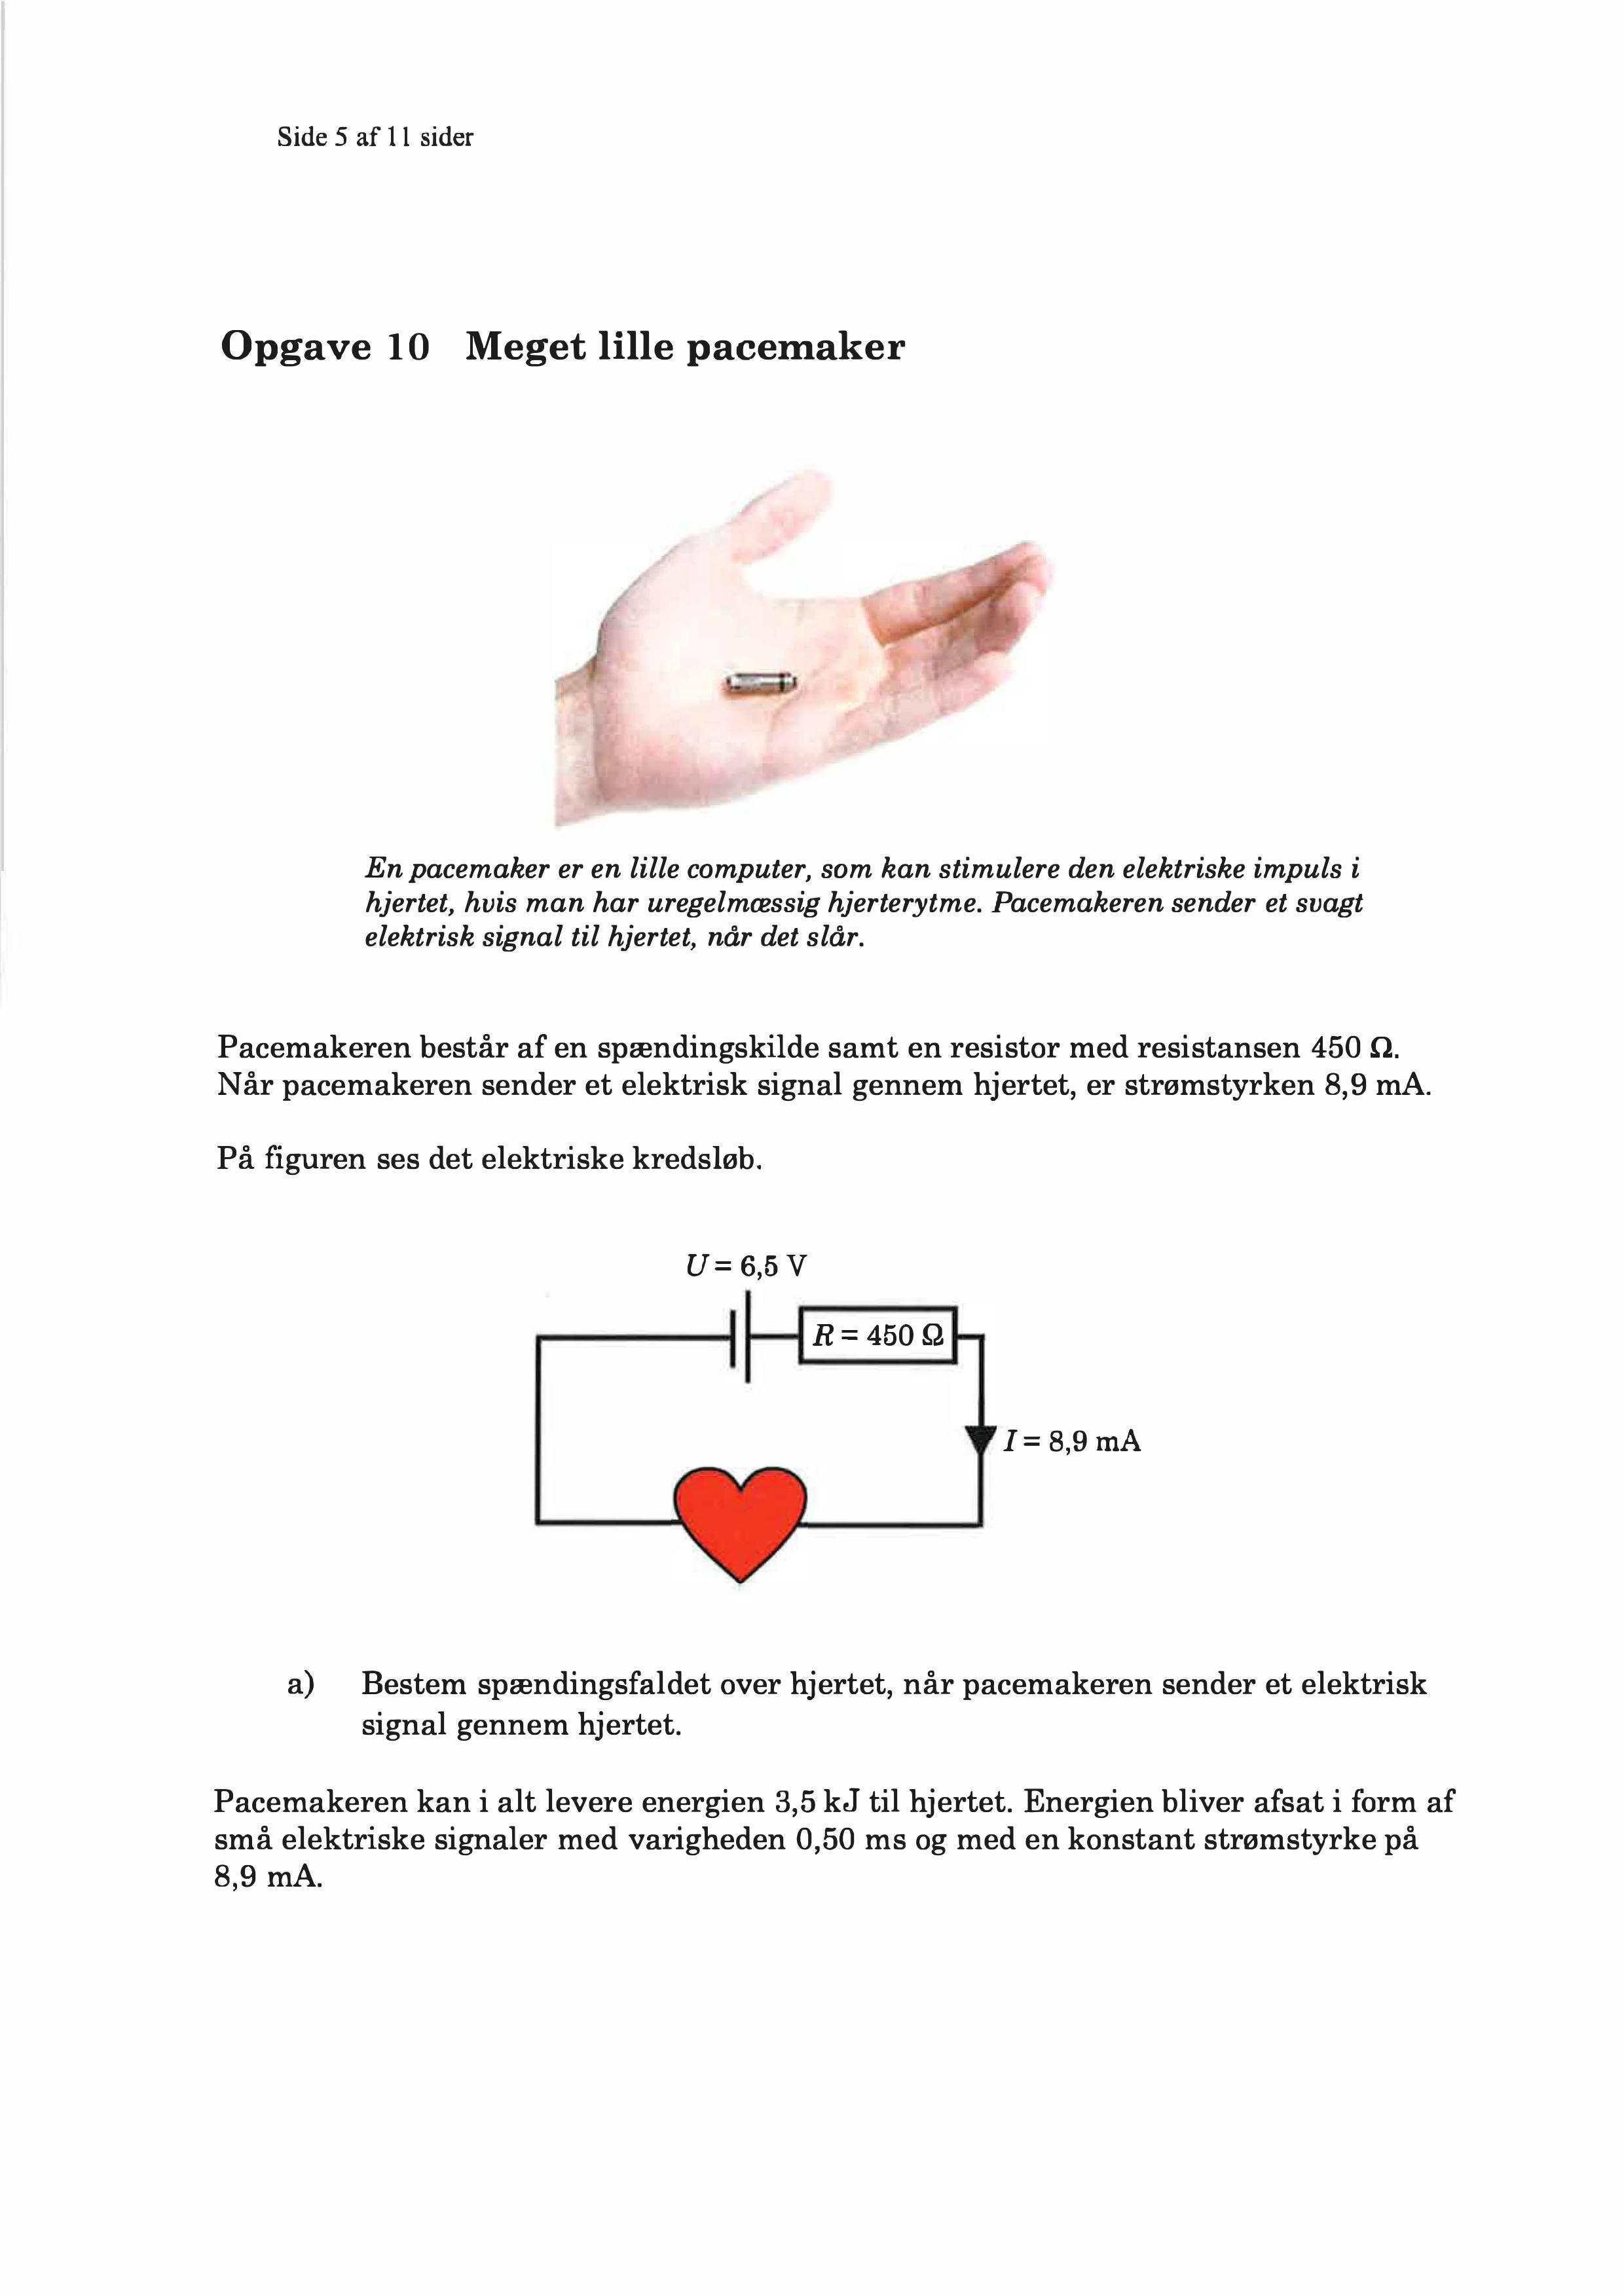 Side 5 af 11 sider
Opgave 10 Meget lille pacemaker
En pacemaker er en lille computer, som kan stimulere den elektriske impuls i
hjertet, hvis man har uregelmæssig hjerterytme. Pacemakeren sender et svagt
elektrisk signal til hjertet, når det slår.
Pacemakeren består af en spændingskilde samt en resistor med resistansen 450 Ω.
Når pacemakeren sender et elektrisk signal gennem hjertet, er strømstyrken 8,9 mA.
På figuren ses det elektriske kredsløb.
U = 6,5 V
R = 450 Ω
I = 8,9 mA
a) Bestem spændingsfaldet over hjertet, når pacemakeren sender et elektrisk
signal gennem hjertet.
Pacemakeren kan i alt levere energien 3,5 kJ til hjertet. Energien bliver afsat i form af
små elektriske signaler med varigheden 0,50 ms og med en konstant strømstyrke på
8,9 mA.